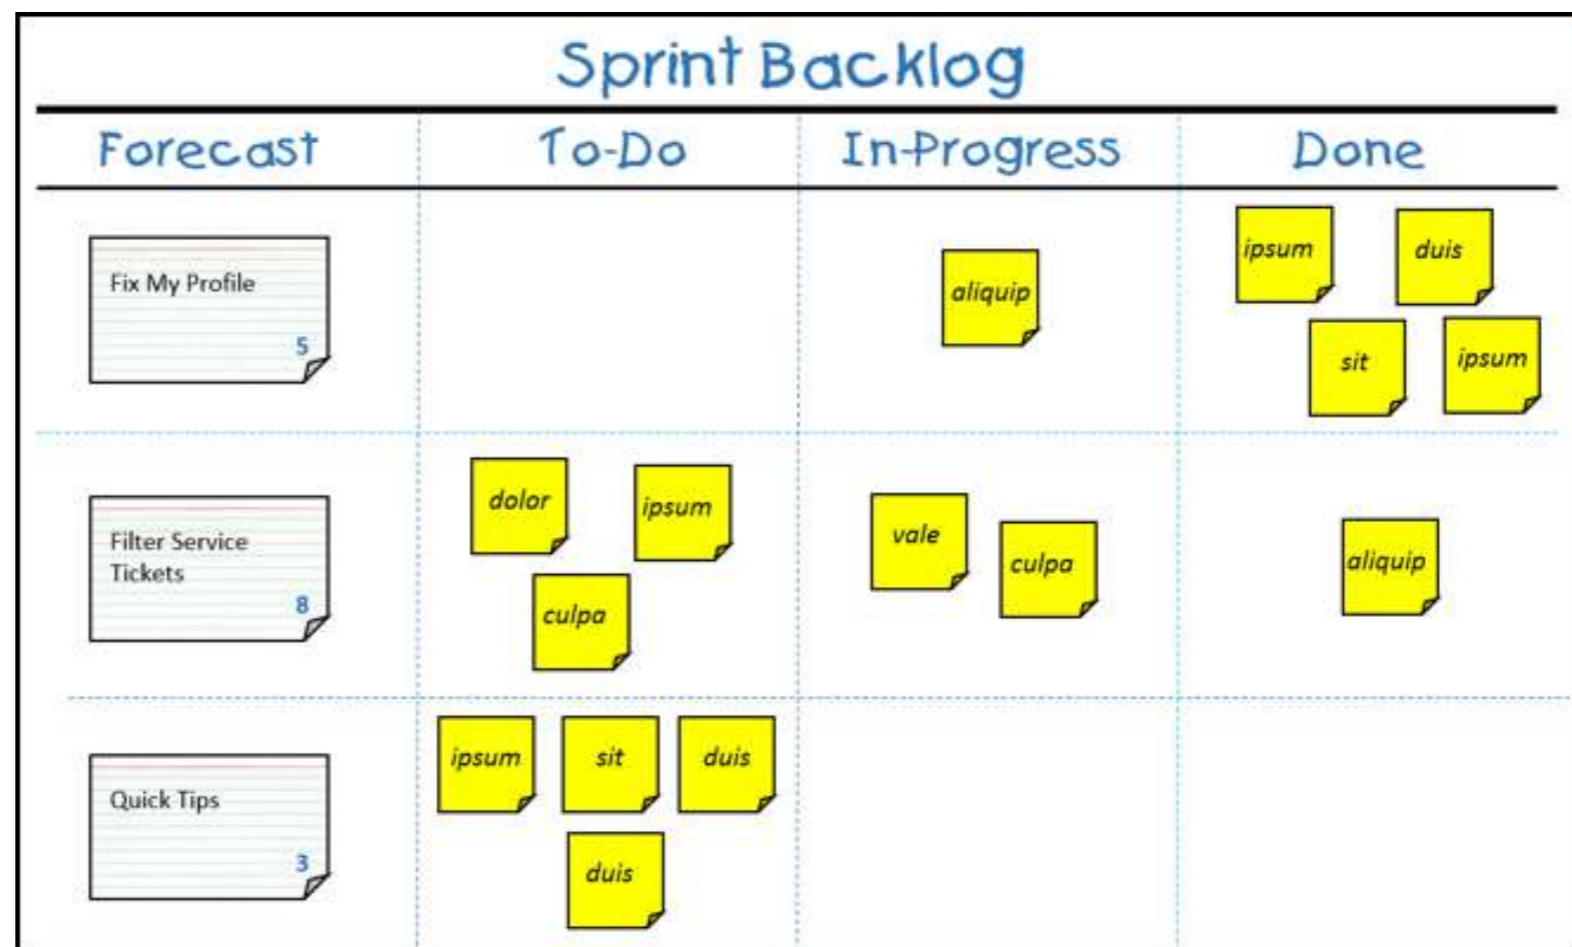 Sprint Backlog
Forecast
To-Do
In-Progress
Done
Fix My Profile
5
aliquip
ipsum
duis
sit
ipsum
Filter Service
Tickets
8
dolor
ipsum
culpa
vale
culpa
aliquip
Quick Tips
3
ipsum
sit
duis
duis